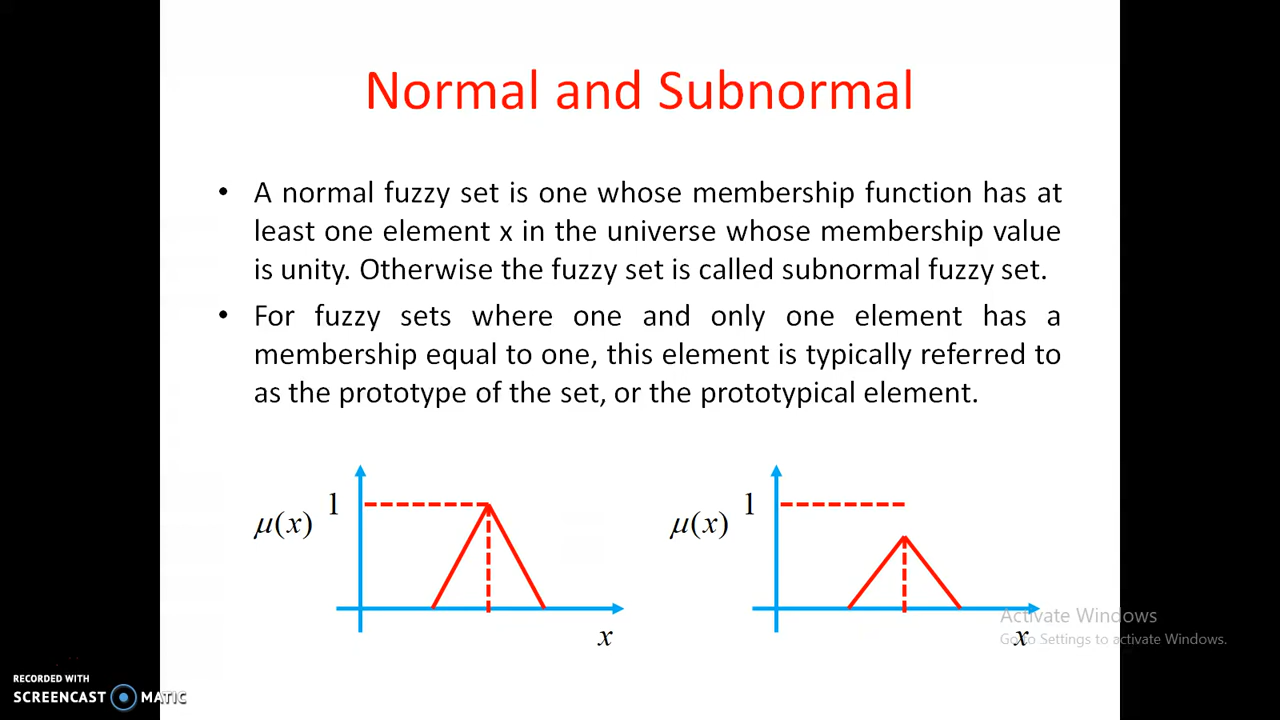 Normal and Subnormal
• A normal fuzzy set is one whose membership function has at
least one element x in the universe whose membership value
is unity. Otherwise the fuzzy set is called subnormal fuzzy set.
• For fuzzy sets where one and only one element has a
membership equal to one, this element is typically referred to
as the prototype of the set, or the prototypical element.
1
μ(x)
x
1
μ(x)
x
Activate Windows
Go to Settings to activate Windows.
RECORDED WITH
SCREENCAST MATIC